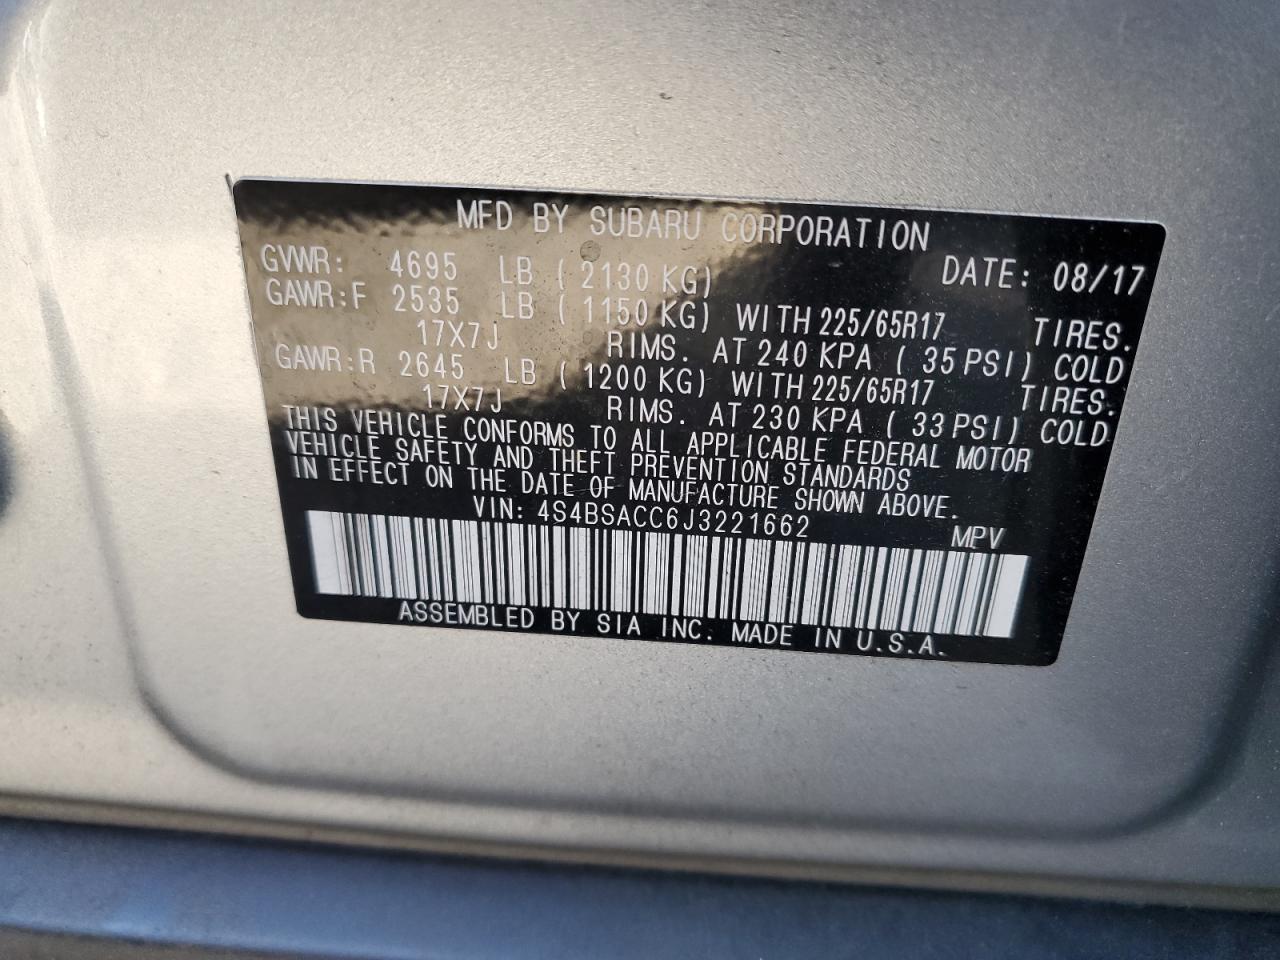 MFD BY SUBARU CORPORATION
GVWR: 4695 LB ( 2130 KG) DATE: 08/17
GAWR:F 2535 LB ( 1150 KG) WITH 225/65R17 TIRES.
17X7J RIMS. AT 240 KPA ( 35 PSI) COLD
GAWR:R 2645 LB ( 1200 KG) WITH 225/65R17 TIRES.
17X7J RIMS. AT 230 KPA ( 33 PSI) COLD
THIS VEHICLE CONFORMS TO ALL APPLICABLE FEDERAL MOTOR
VEHICLE SAFETY AND THEFT PREVENTION STANDARDS
IN EFFECT ON THE DATE OF MANUFACTURE SHOWN ABOVE.
VIN: 4S4BSACC6J3221662 MPV
ASSEMBLED BY SIA INC. MADE IN U.S.A.